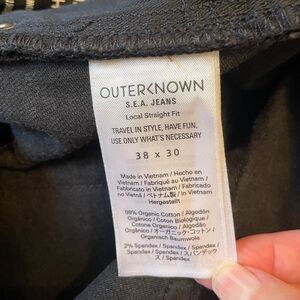 OUTERKNOWN
S.E.A. JEANS
Local Straight Fit
TRAVEL IN STYLE, HAVE FUN.
USE ONLY WHAT'S NECESSARY
38 x 30
Made in Vietnam / Hecho en
Vietnam / Fabriqué au Vietnam /
Fabbricato in Vietnam / Fabricado
no Vietnã / ベトナム製 / In Vietnam
Hergestellt
98% Organic Cotton / Algodón
Orgánico / Coton Biologique /
Cotone Organico / Algodão
Orgânico / オーガニック・コットン /
Organisch Baumwolle
2% Spandex / Spandex / Spandex
/ Spandex / Spandex / スパンデック
ス / Spandex